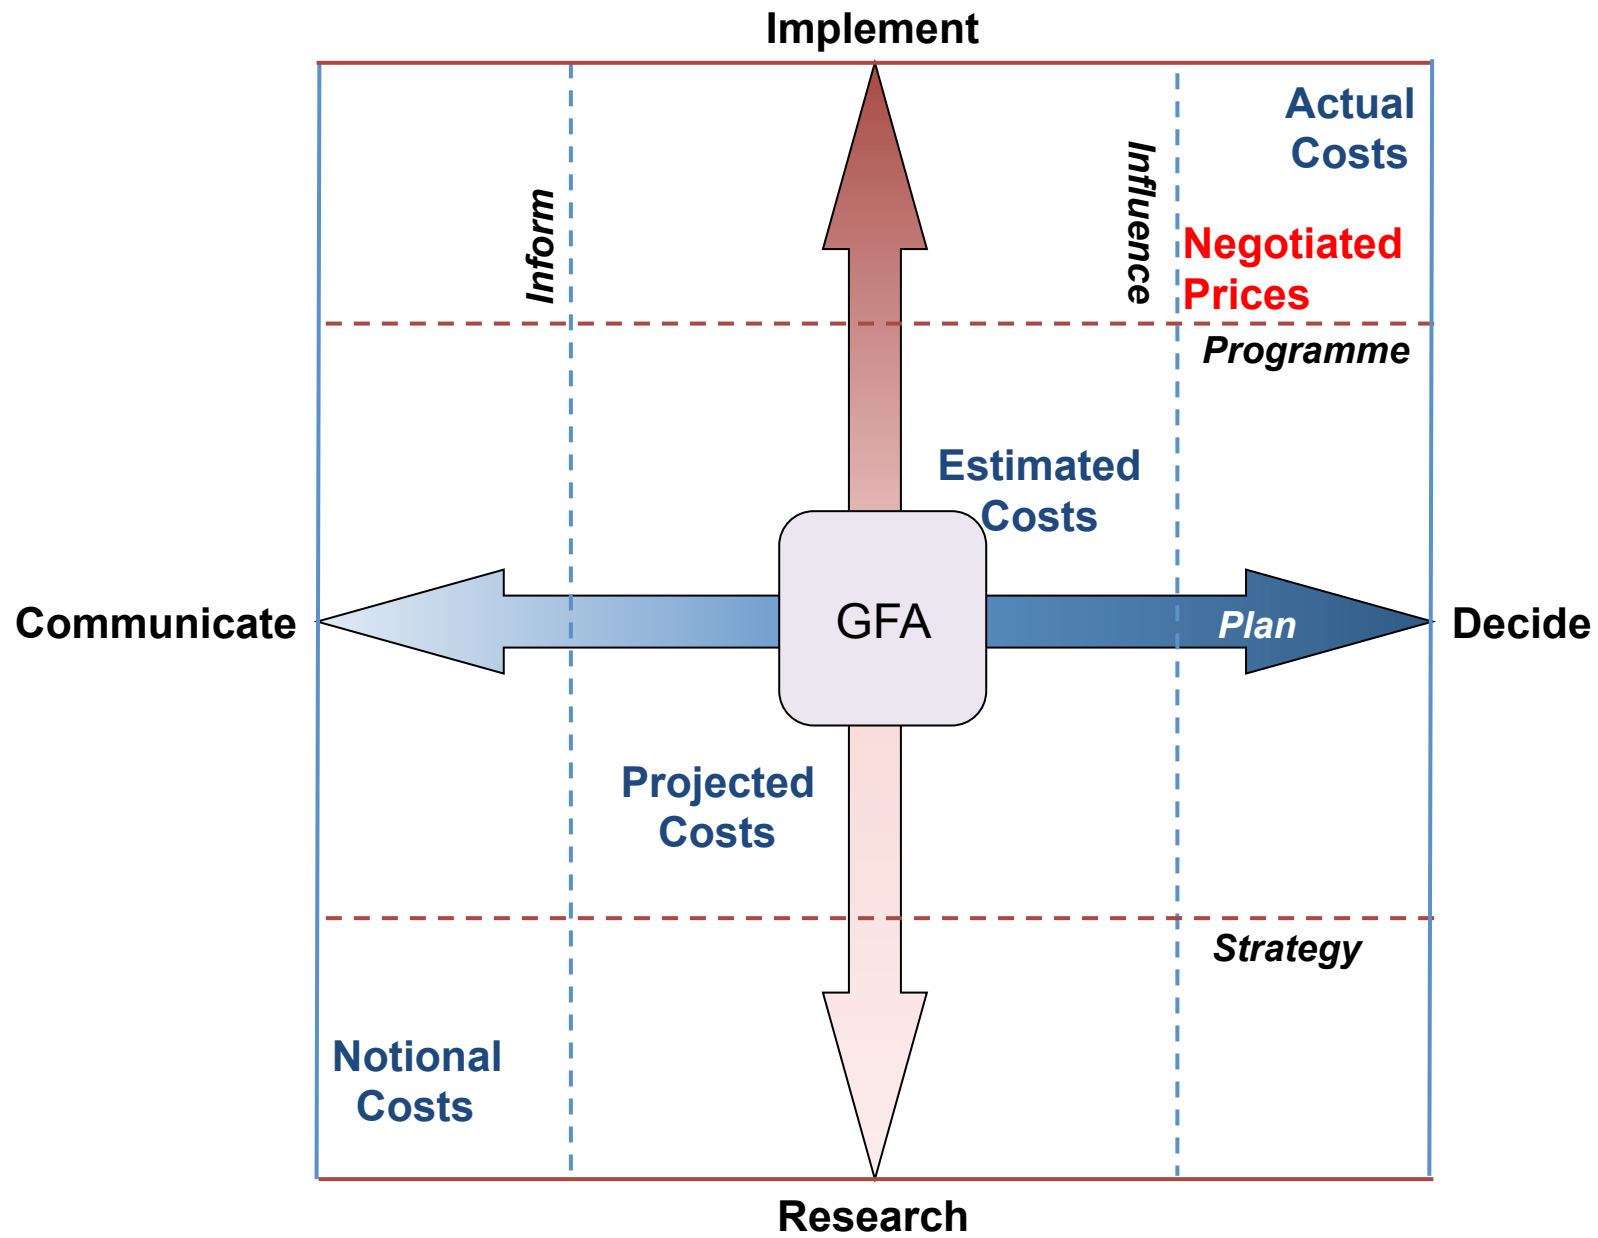 Implement
Actual
Costs
Inform
Influence
Negotiated
Prices
Programme
Estimated
Costs
Communicate
GFA
Plan
Decide
Projected
Costs
Strategy
Notional
Costs
Research